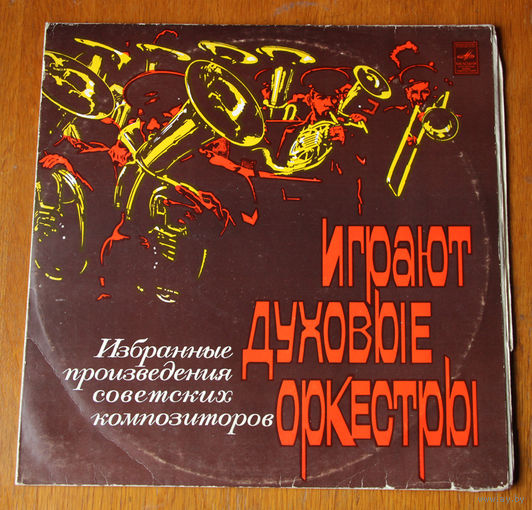 Играют
духовые
оркестры
Избранные
произведения
советских
композиторов